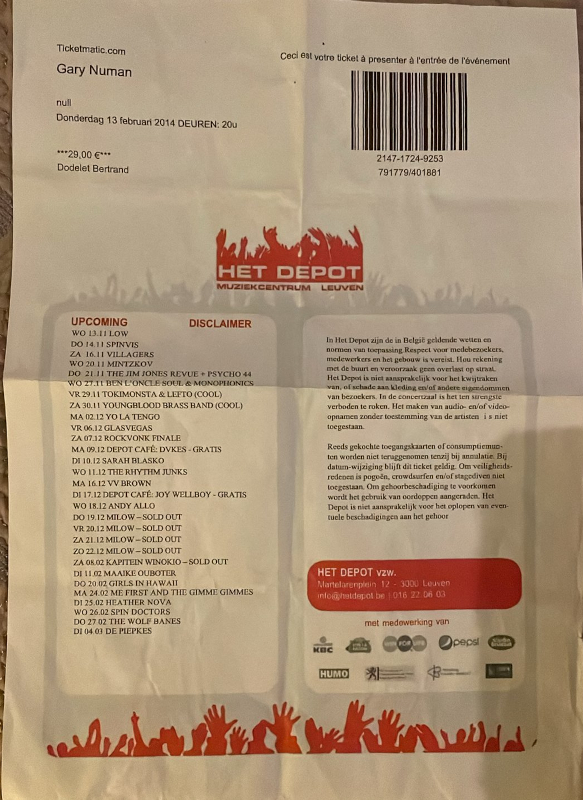 Ticketmatic.com
Gary Numan
null
Donderdag 13 februari 2014 DEUREN: 20u
***29,00 €***
Dodelet Bertrand
Ceci est votre ticket à presenter à l'entrée de l'événement
2147-1724-9253
791779/401881
HET DEPOT
MUZIEKCENTRUM LEUVEN
UPCOMING DISCLAIMER
WO 13.11 LOW
DO 14.11 SPINVIS
ZA 16.11 VILLAGERS
WO 20.11 MINTZKOV
DO 21.11 THE JIM JONES REVUE + PSYCHO 44
WO 27.11 BEN L'ONCLE SOUL & MONOPHONICS
VR 29.11 TOKIMONSTA & LEFTO (COOL)
ZA 30.11 YOUNGBLOOD BRASS BAND (COOL)
MA 02.12 YO LA TENGO
VR 06.12 GLASVEGAS
ZA 07.12 ROCKVONK FINALE
MA 09.12 DEPOT CAFÉ: DVKES - GRATIS
DI 10.12 SARAH BLASKO
WO 11.12 THE RHYTHM JUNKS
MA 16.12 VV BROWN
DI 17.12 DEPOT CAFÉ: JOY WELLBOY - GRATIS
WO 18.12 ANDY ALLO
DO 19.12 MILOW – SOLD OUT
VR 20.12 MILOW – SOLD OUT
ZA 21.12 MILOW – SOLD OUT
ZO 22.12 MILOW – SOLD OUT
ZA 08.02 KAPITEIN WINOKIO – SOLD OUT
DI 11.02 MAAIKE OUBOTER
DO 20.02 GIRLS IN HAWAII
MA 24.02 ME FIRST AND THE GIMME GIMMES
DI 25.02 HEATHER NOVA
WO 26.02 SPIN DOCTORS
DO 27.02 THE WOLF BANES
DI 04.03 DE PIEPKES
In Het Depot zijn de in België geldende wetten en
normen van toepassing.Respect voor medebezoekers,
medewerkers en het gebouw is vereist. Hou rekening
met de buurt en veroorzaak geen overlast op straat.
Het Depot is niet aansprakelijk voor het kwijtraken
van, of schade aan kleding en/of andere eigendommen
van bezoekers. In de concertzaal is het ten strengste
verboden te roken. Het maken van audio- en/of video-
opnamen zonder toestemming van de artiesten i s niet
toegestaan.
Reeds gekochte toegangskaarten of consumptiemun-
ten worden niet teruggenomen tenzij bij annulatie. Bij
datum-wijziging blijft dit ticket geldig. Om veiligheids-
redenen is pogoën, crowdsurfen en/of stagediven niet
toegestaan. Om gehoorbeschadiging te voorkomen
wordt het gebruik van oordoppen aangeraden. Het
Depot is niet aansprakelijk voor het oplopen van even-
tuele beschadigingen aan het gehoor
HET DEPOT vzw.
Martelarenplein 12 - 3000 Leuven
info@hetdepot.be | 016 22 06 03
met medewerking van
KBC
pepsi
HUMO